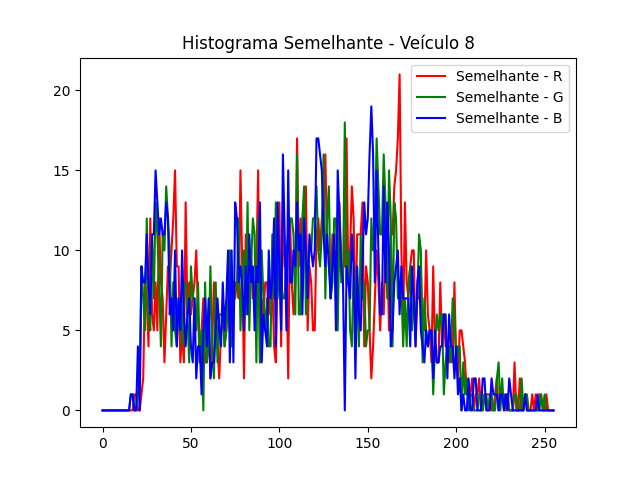 Histograma Semelhante - Veículo 8
Semelhante - R
Semelhante - G
Semelhante - B
20
15
10
5
0
0 50 100 150 200 250